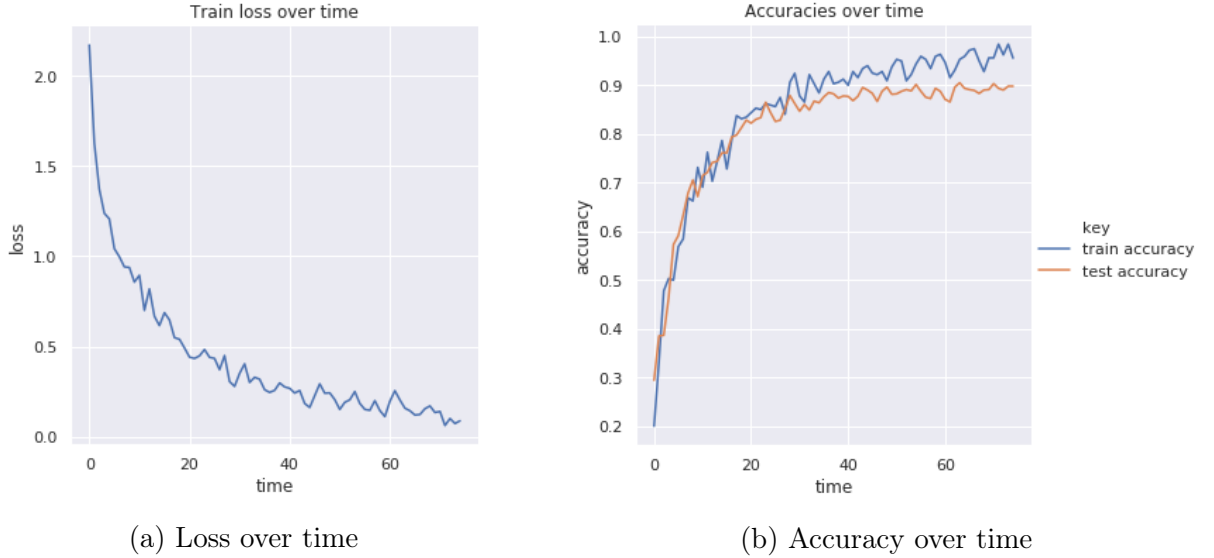 Train loss over time
2.0
1.5
1.0
0.5
0.0
loss
0
20
40
60
time
(a) Loss over time
Accuracies over time
1.0
0.9
0.8
0.7
0.6
0.5
0.4
0.3
0.2
accuracy
0
20
40
60
time
key
train accuracy
test accuracy
(b) Accuracy over time